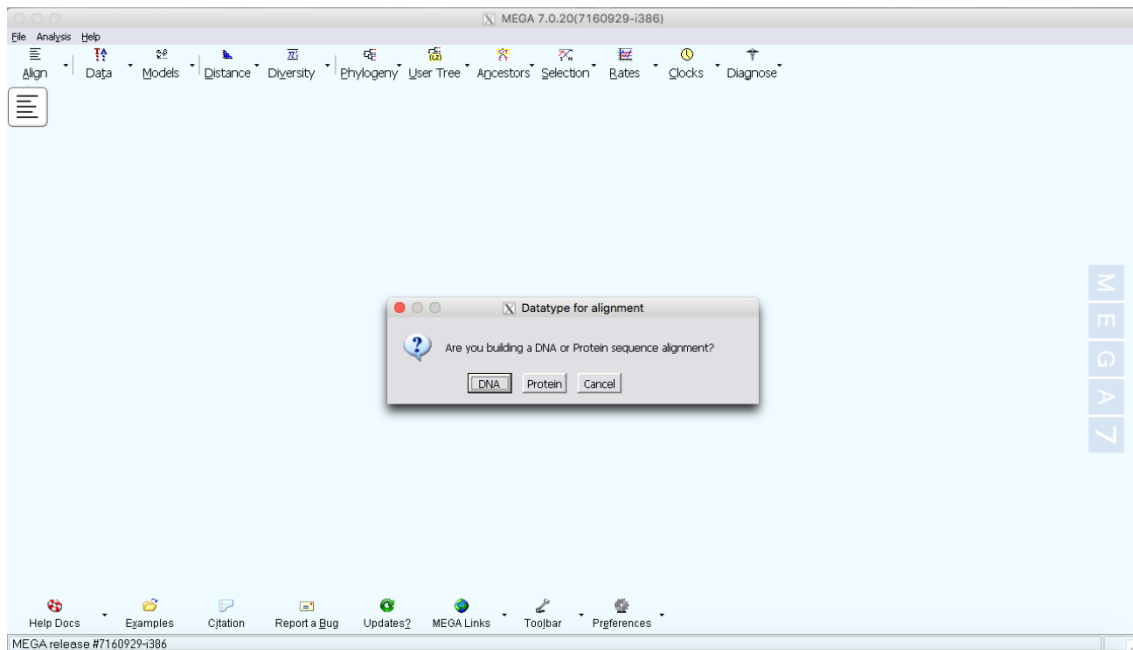 MEGA 7.0.20(7160929-i386)
File Analysis Help
Align Data Models Distance Diversity Phylogeny User Tree Ancestors Selection Rates Clocks Diagnose
Datatype for alignment
Are you building a DNA or Protein sequence alignment?
DNA Protein Cancel
MEGA7
Help Docs Examples Citation Report a Bug Updates? MEGA Links Toolbar Preferences
MEGA release #7160929-i386